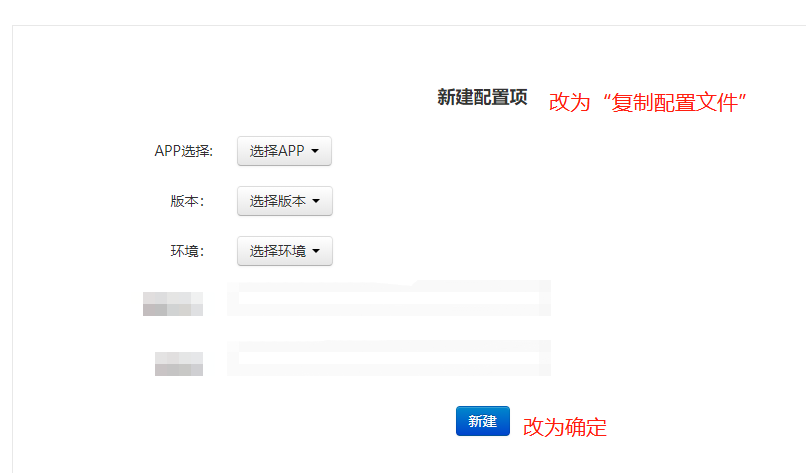 新建配置项 改为“复制配置文件”
APP选择: 选择APP
版本: 选择版本
环境: 选择环境
新建 改为确定